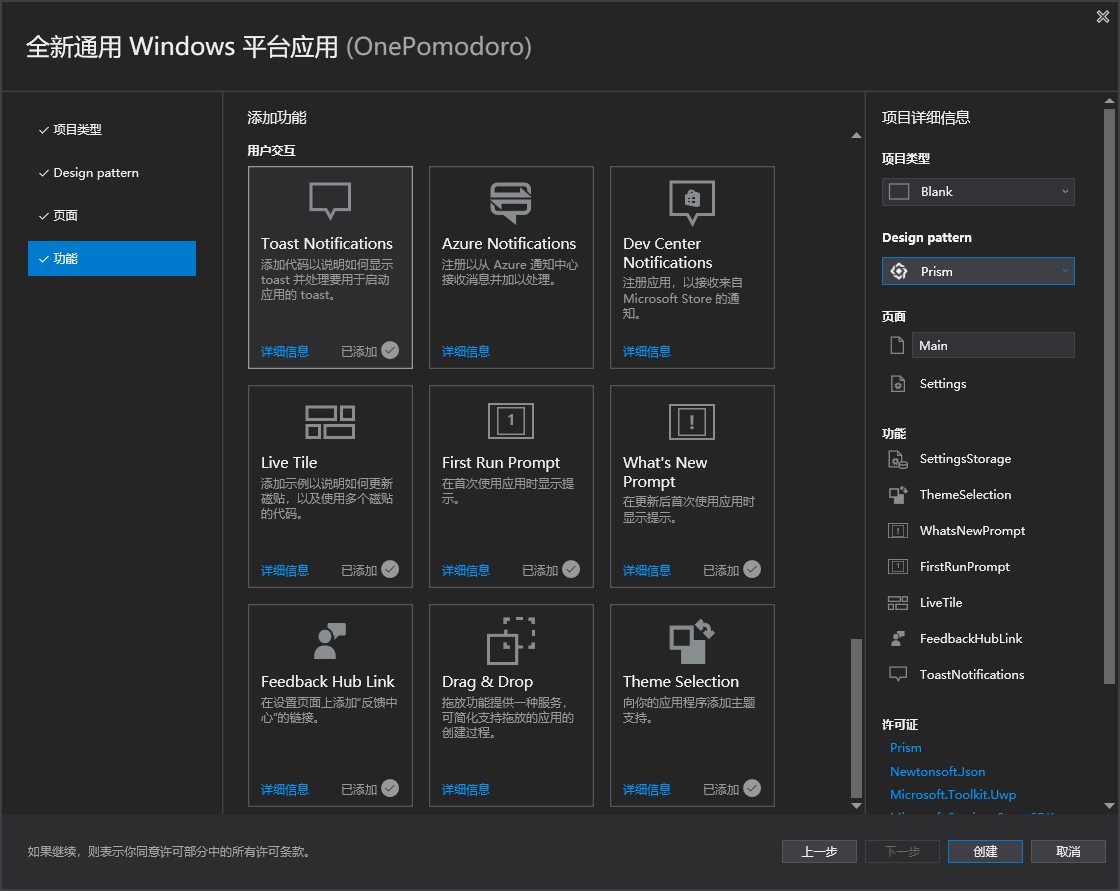 全新通用 Windows 平台应用 (OnePomodoro)
项目类型
Design pattern
页面
功能
添加功能
用户交互
Toast Notifications
添加代码以说明如何显示
toast 并处理要用于启动
应用的 toast。
详细信息
已添加
Azure Notifications
注册以从 Azure 通知中心
接收消息并加以处理。
详细信息
Dev Center
Notifications
注册应用，以接收来自
Microsoft Store 的通
知。
详细信息
Live Tile
添加示例以说明如何更新
磁贴，以及使用多个磁贴
的代码。
详细信息
已添加
First Run Prompt
在首次使用应用时显示提
示。
详细信息
已添加
What's New
Prompt
在更新后首次使用应用时
显示提示。
详细信息
已添加
Feedback Hub Link
在设置页面上添加“反馈中
心”的链接。
详细信息
已添加
Drag & Drop
拖放功能提供一种服务，
可简化支持拖放的应用的
创建过程。
详细信息
Theme Selection
向你的应用程序添加主题
支持。
详细信息
已添加
项目详细信息
项目类型
Blank
Design pattern
Prism
页面
Main
Settings
功能
SettingsStorage
ThemeSelection
WhatsNewPrompt
FirstRunPrompt
LiveTile
FeedbackHubLink
ToastNotifications
许可证
Prism
Newtonsoft.Json
Microsoft.Toolkit.Uwp
如果继续，则表示你同意许可部分中的所有许可条款。
上一步
下一步
创建
取消